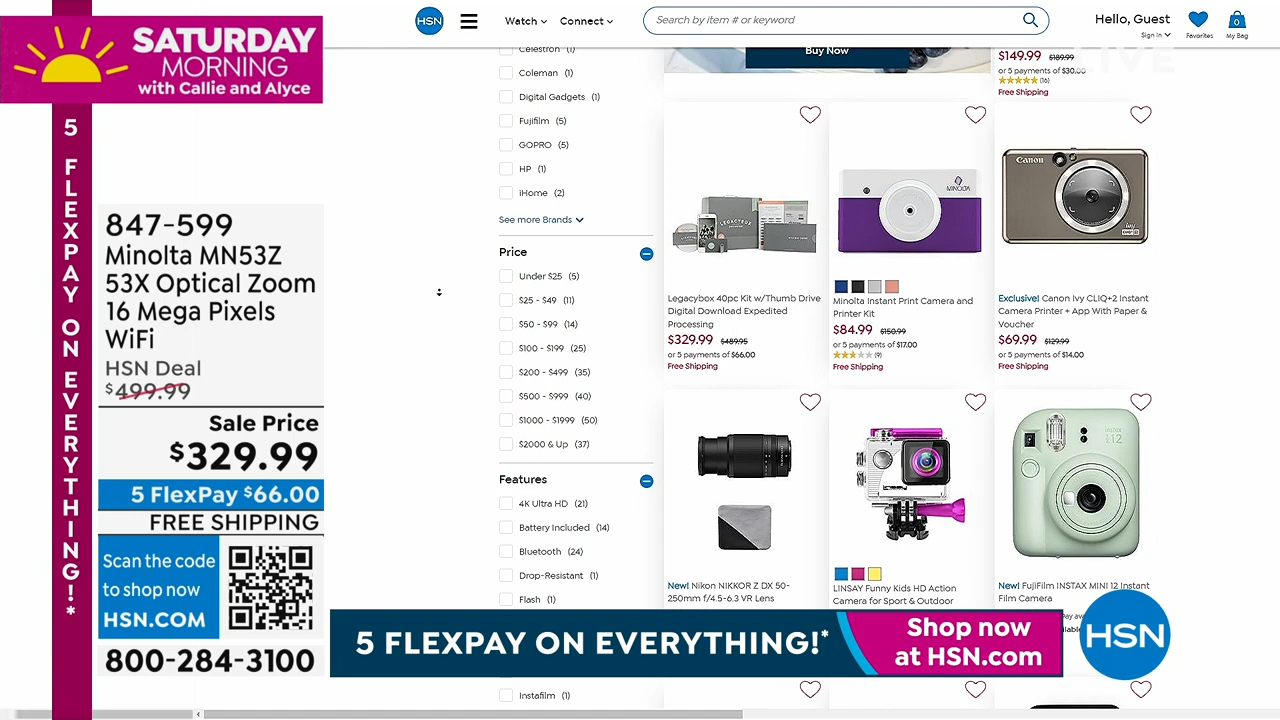 SATURDAY
MORNING
with Callie and Alyce
5 FLEXPAY ON EVERYTHING!*
847-599
Minolta MN53Z
53X Optical Zoom
16 Mega Pixels
WiFi
HSN Deal
$499.99
Sale Price
$329.99
5 FlexPay $66.00
FREE SHIPPING
Scan the code
to shop now
HSN.COM
800-284-3100
HSN
Watch
Connect
Search by item # or keyword
Hello, Guest
Sign In
Favorites
0
My Bag
LIVE
Celestron (1)
Coleman (1)
Digital Gadgets (1)
Fujifilm (5)
GOPRO (5)
HP (1)
iHome (2)
See more Brands
Price
Under $25 (5)
$25 - $49 (11)
$50 - $99 (14)
$100 - $199 (25)
$200 - $499 (35)
$500 - $999 (40)
$1000 - $1999 (50)
$2000 & Up (37)
Features
4K Ultra HD (21)
Battery Included (14)
Bluetooth (24)
Drop-Resistant (1)
Flash (1)
Instafilm (1)
Buy Now
$149.99 $189.99
or 5 payments of $30.00
(16)
Free Shipping
LEGACYBOX
Legacybox 40pc Kit w/Thumb Drive
Digital Download Expedited
Processing
$329.99 $489.95
or 5 payments of $66.00
Free Shipping
MINOLTA
Minolta Instant Print Camera and
Printer Kit
$84.99 $150.99
or 5 payments of $17.00
(9)
Free Shipping
Canon
ivy
Exclusive! Canon Ivy CLIQ+2 Instant
Camera Printer + App With Paper &
Voucher
$69.99 $129.99
or 5 payments of $14.00
Free Shipping
New! Nikon NIKKOR Z DX 50-
250mm f/4.5-6.3 VR Lens
LINSAY Funny Kids HD Action
Camera for Sport & Outdoor
instax
12
New! FujiFilm INSTAX MINI 12 Instant
Film Camera
5 FLEXPAY ON EVERYTHING!*
Shop now
at HSN.com
HSN